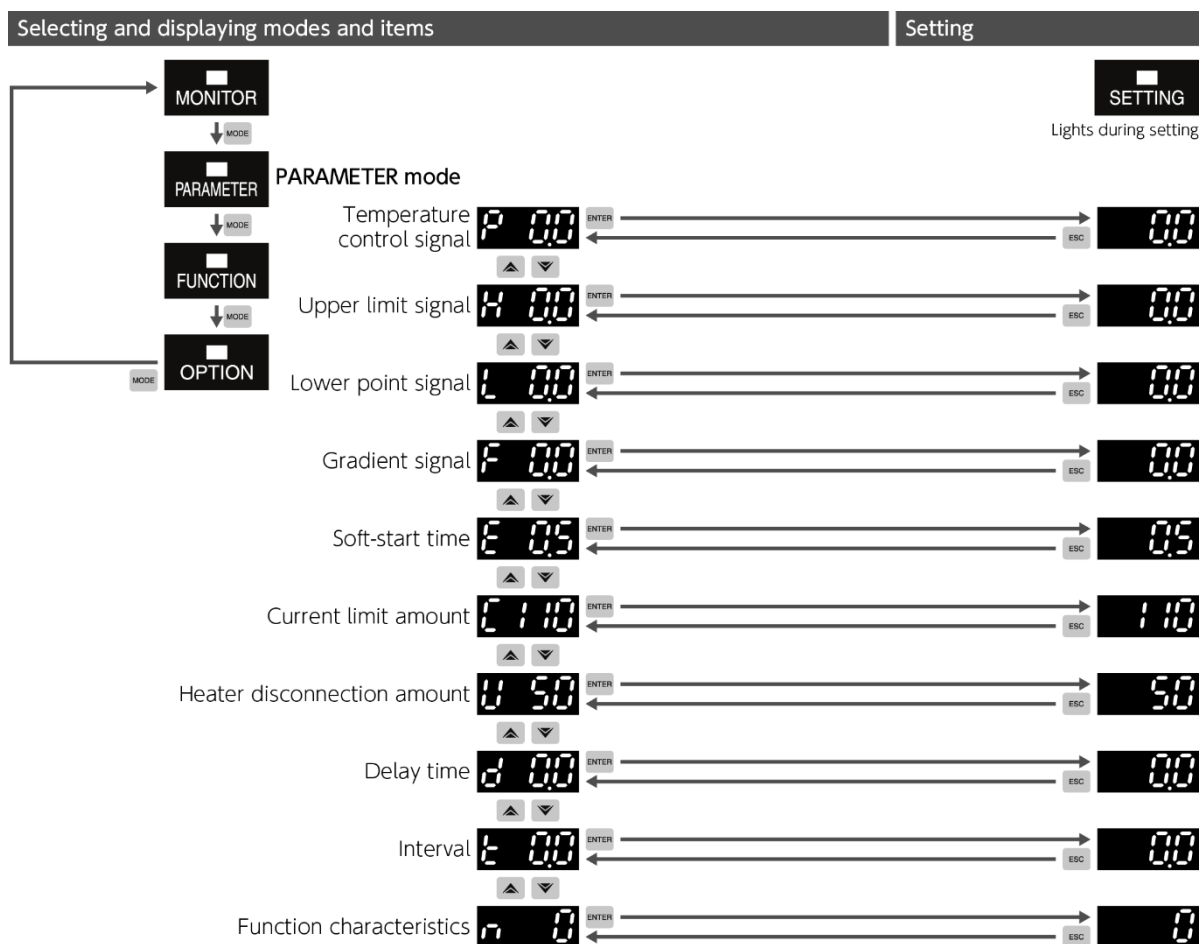 Selecting and displaying modes and items
Setting
MONITOR
SETTING
MODE
Lights during setting
PARAMETER
PARAMETER mode
MODE
Temperature
control signal
P 0.0
ENTER
ESC
0.0
FUNCTION
MODE
Upper limit signal
H 0.0
ENTER
ESC
0.0
OPTION
MODE
Lower point signal
L 0.0
ENTER
ESC
0.0
Gradient signal
F 0.0
ENTER
ESC
0.0
Soft-start time
E 0.5
ENTER
ESC
0.5
Current limit amount
C110
ENTER
ESC
110
Heater disconnection amount
U 50
ENTER
ESC
50
Delay time
d 0.0
ENTER
ESC
0.0
Interval
t 0.0
ENTER
ESC
0.0
Function characteristics
n 0
ENTER
ESC
0